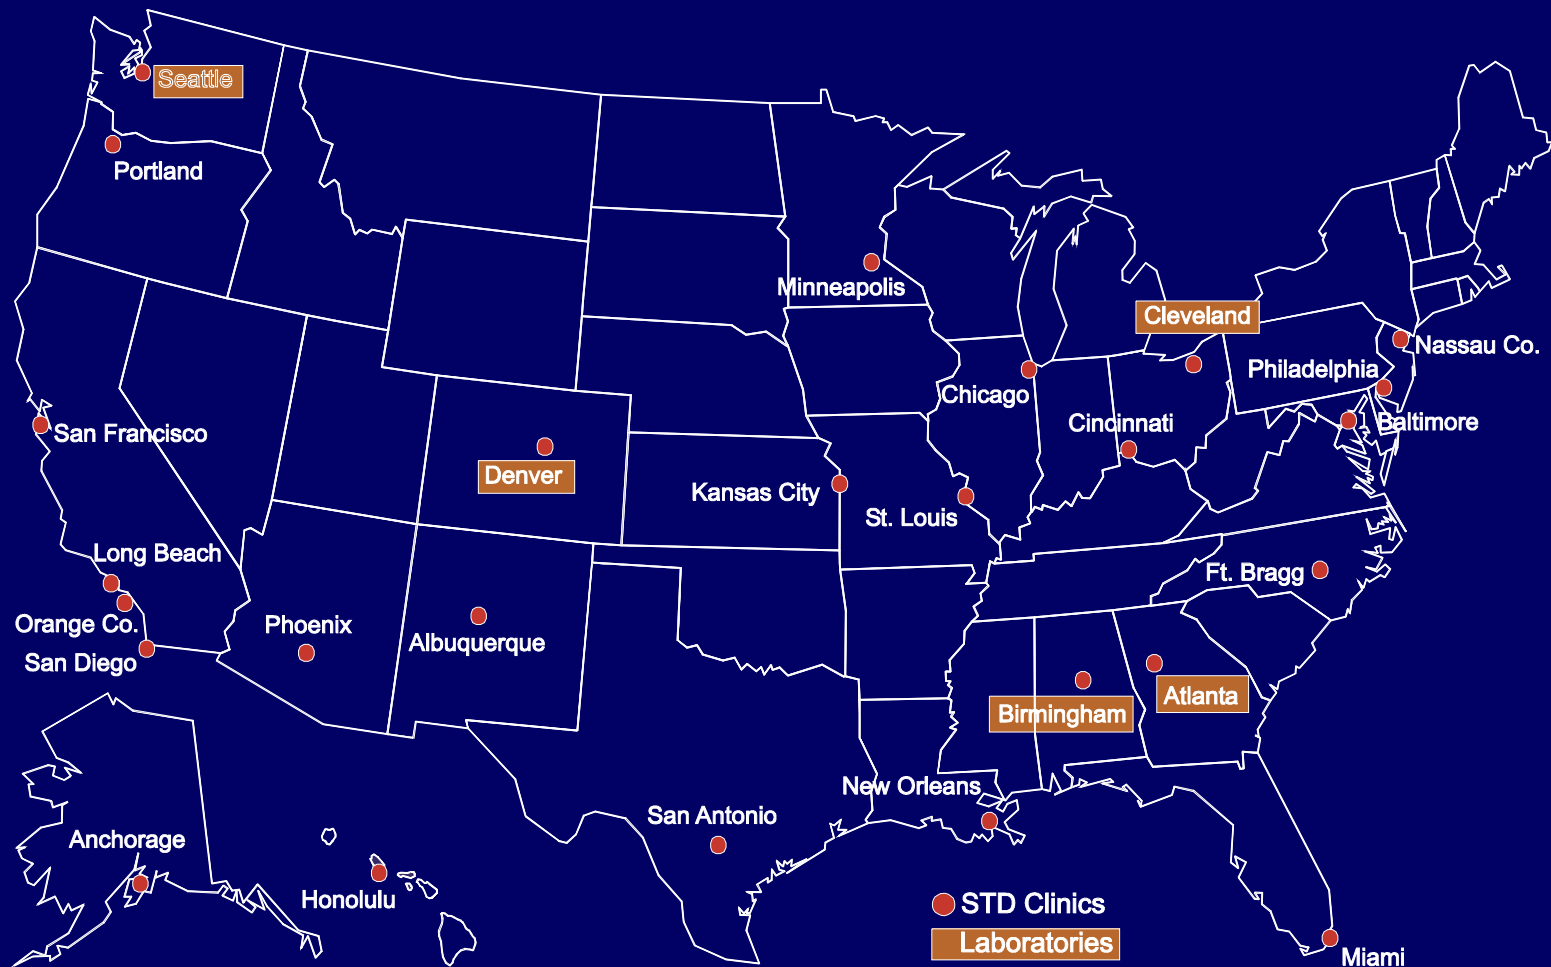 Seattle
Portland
Minneapolis
Cleveland
Nassau Co.
Philadelphia
Chicago
Baltimore
Cincinnati
San Francisco
Denver
Kansas City
St. Louis
Long Beach
Ft. Bragg
Orange Co.
Phoenix
Albuquerque
San Diego
Atlanta
Birmingham
New Orleans
San Antonio
Anchorage
Honolulu
STD Clinics
Laboratories
Miami